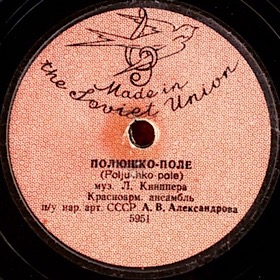 Made in
the Soviet Union
ПОЛЮШКО-ПОЛЕ
(Poljushko pole)
муз. Л. Книппера
Красноарм. ансамбль
п/у нар. арт. СССР А. В. Александрова
5951